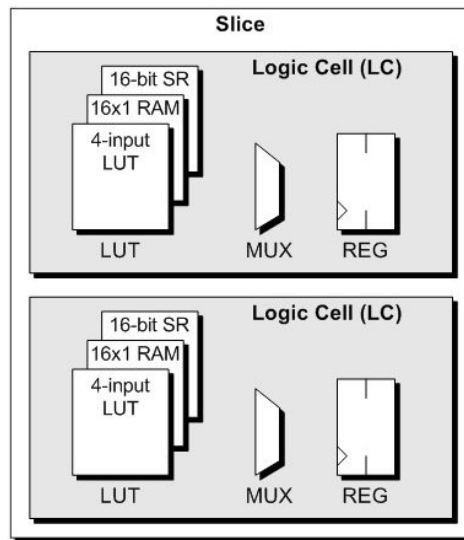 Slice
Logic Cell (LC)
16-bit SR
16x1 RAM
4-input
LUT
LUT
MUX
REG
Logic Cell (LC)
16-bit SR
16x1 RAM
4-input
LUT
LUT
MUX
REG